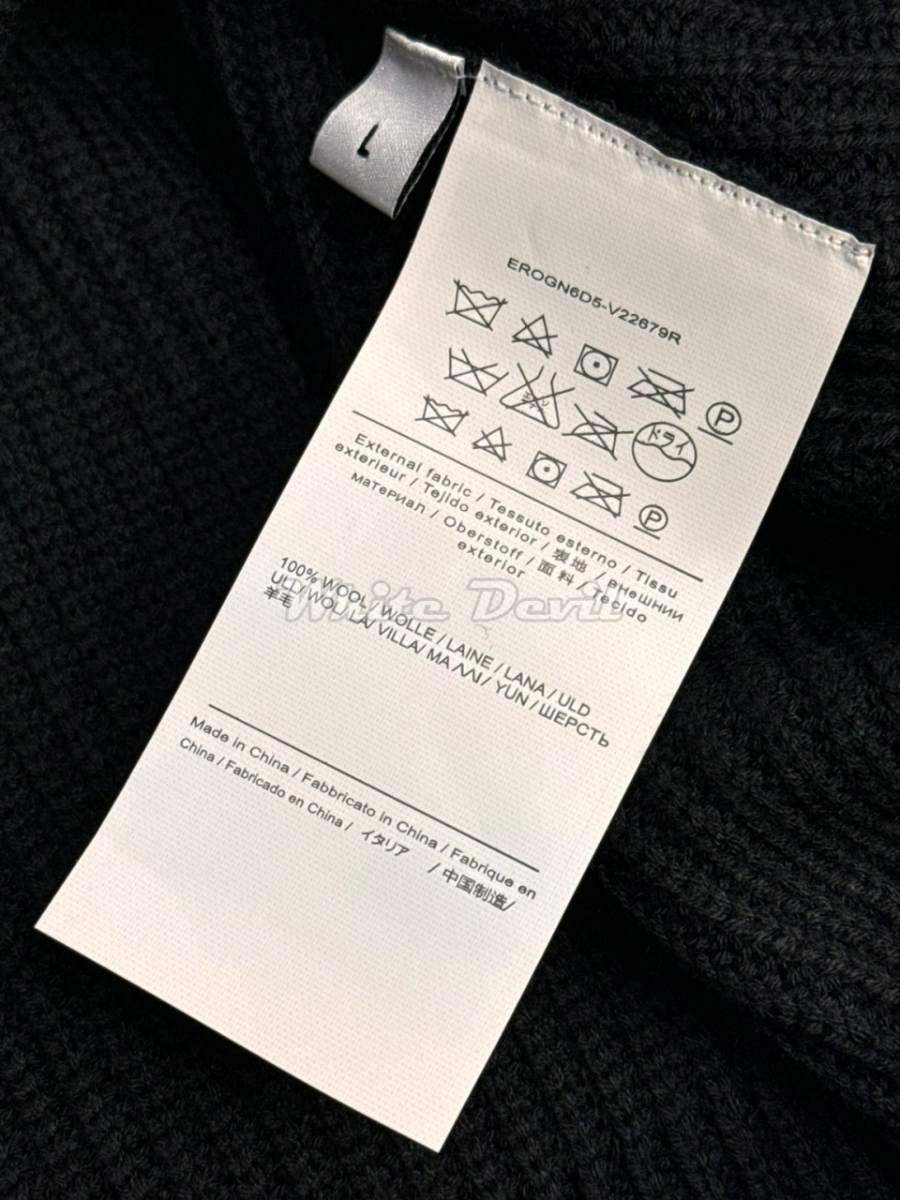 L
EROGN6D5-V22679R
P
ドライ
P
External fabric / Tessuto esterno / Tissu
exterieur / Tejido exterior / 表地 / внешнии
материал / Oberstoff / 面料 / Tecido
exterior
100% WOOL / WOLLE / LAINE / LANA / ULD
ULL/ WOL/ LA/ VILLA/ MA ΛΛΙ / YUN / ШЕРСТЬ
羊毛
White Devil
Made in China / Fabbricato in China / Fabrique en
China / Fabricado en China / イタリア / 中国制造/